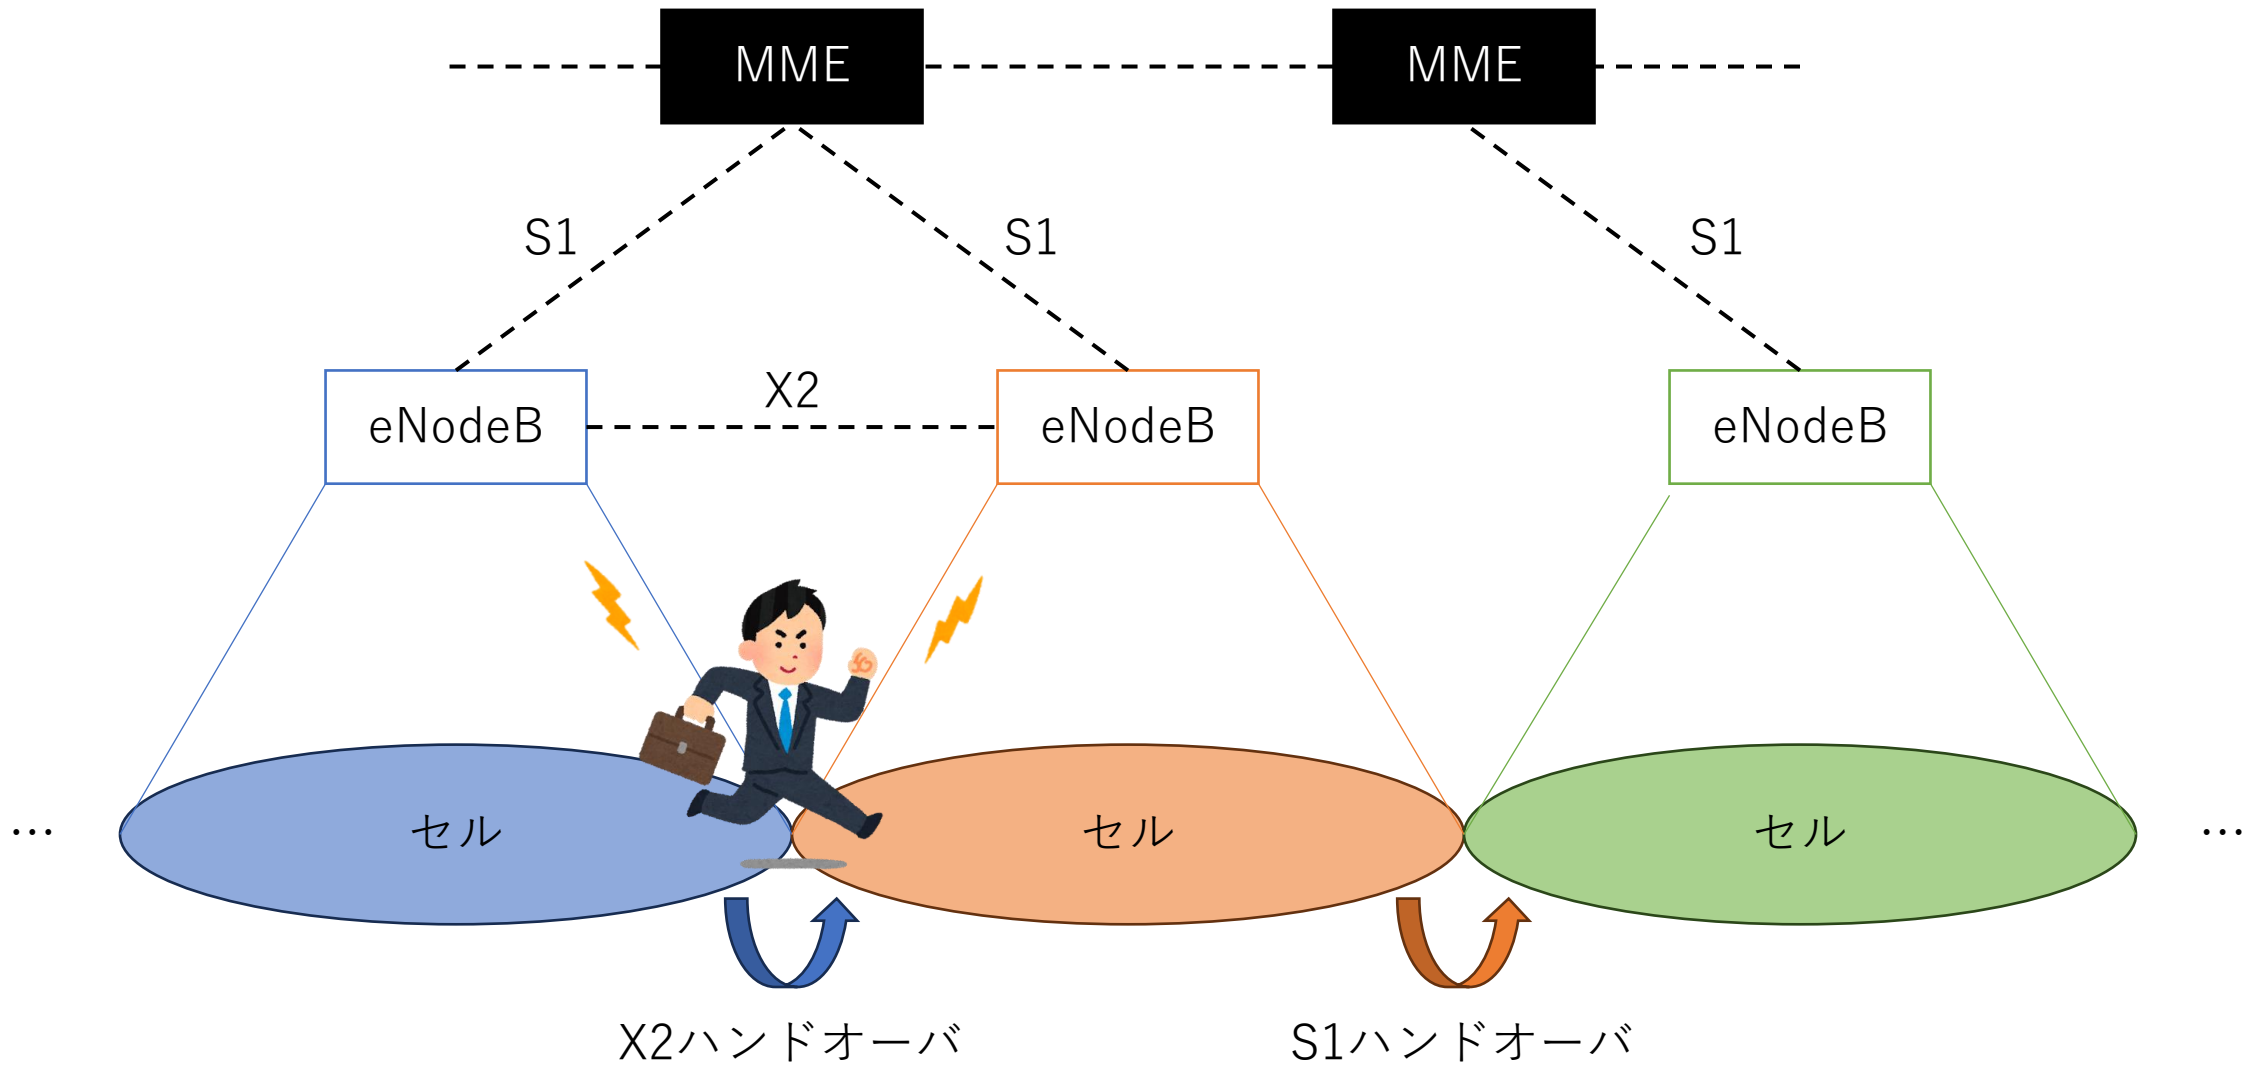 MME
MME
S1
S1
S1
X2
eNodeB
eNodeB
eNodeB
…
セル
セル
セル
…
X2ハンドオーバ
S1ハンドオーバ